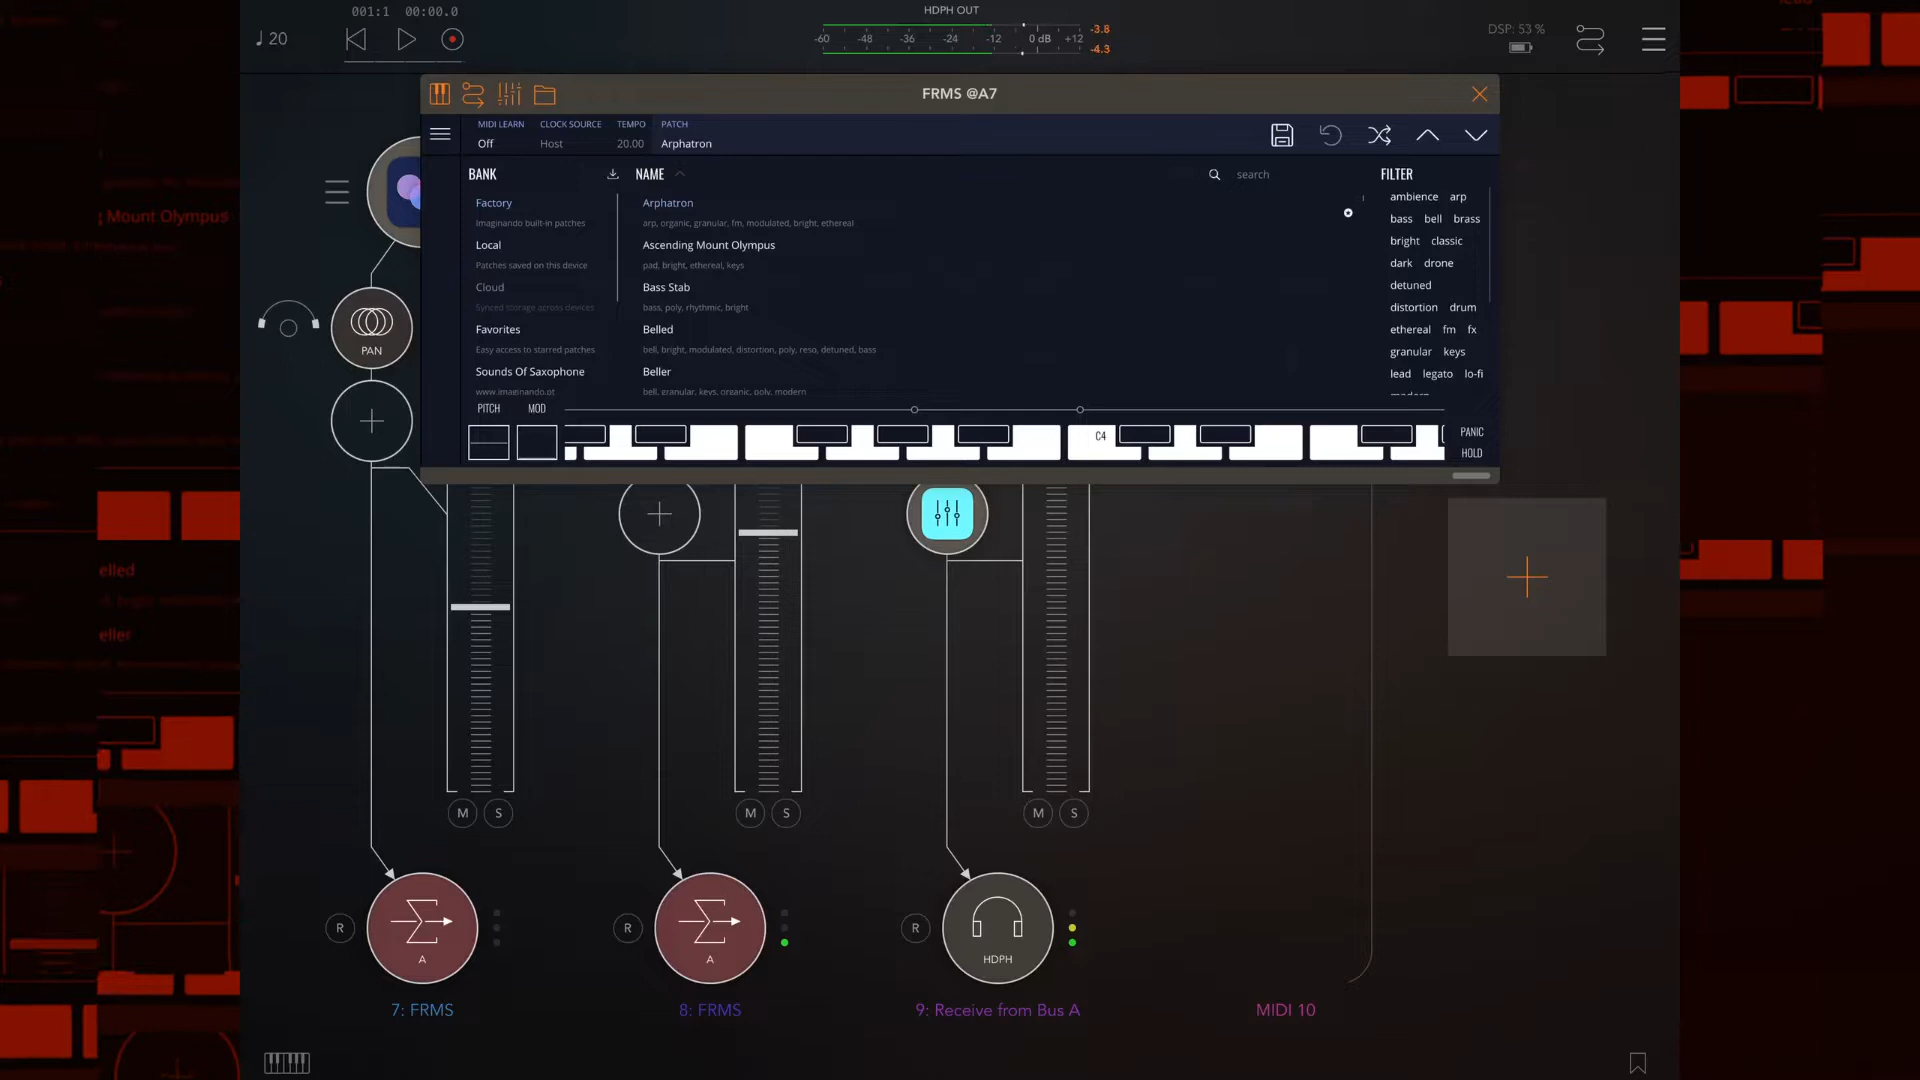 001:1 00:00.0
HDPH OUT
♩20
-60 -48 -36 -24 -12 0 dB +12
-3.8
-4.3
DSP: 53 %
FRMS @A7
MIDI LEARN CLOCK SOURCE TEMPO PATCH
Off Host 20.00 Arphatron
BANK NAME search FILTER
Factory
Imaginando built-in patches
Local
Patches saved on this device
Cloud
Synced storage across devices
Favorites
Easy access to starred patches
Sounds Of Saxophone
www.imaginando.pt
Arphatron
arp, organic, granular, fm, modulated, bright, ethereal
Ascending Mount Olympus
pad, bright, ethereal, keys
Bass Stab
bass, poly, rhythmic, bright
Belled
bell, bright, modulated, distortion, poly, reso, detuned, bass
Beller
bell, granular, keys, organic, poly, modern
ambience arp
bass bell brass
bright classic
dark drone
detuned
distortion drum
ethereal fm fx
granular keys
lead legato lo-fi
modern
PITCH MOD
C4
PANIC
HOLD
PAN
Mount Olympus
elled
eller
M S M S M S
R A R A R HDPH
7: FRMS 8: FRMS 9: Receive from Bus A MIDI 10